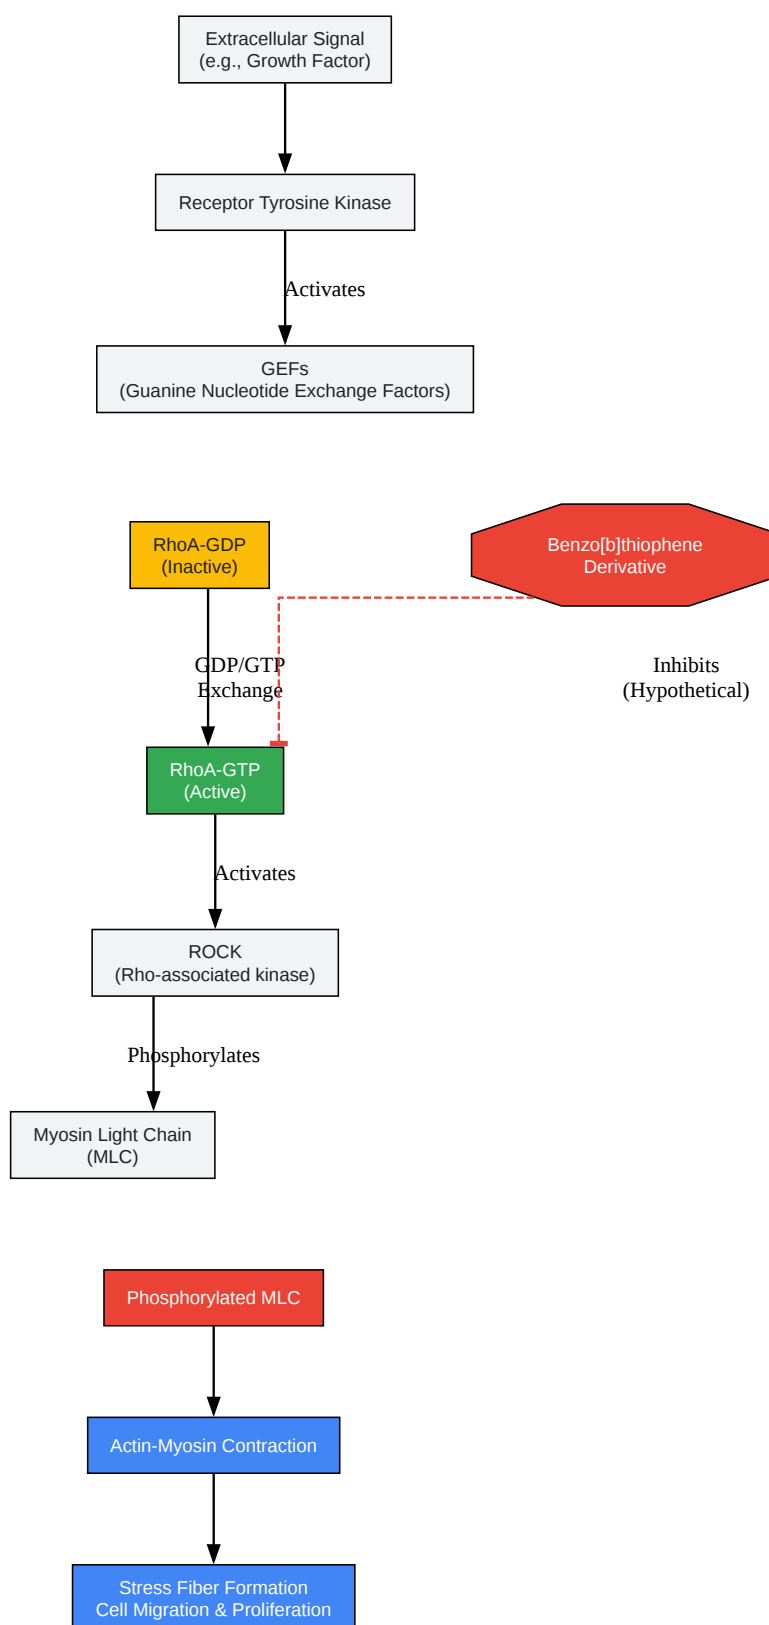 Extracellular Signal
(e.g., Growth Factor)
Receptor Tyrosine Kinase
Activates
GEFs
(Guanine Nucleotide Exchange Factors)
RhoA-GDP
(Inactive)
Benzo[b]thiophene
Derivative
GDP/GTP
Exchange
Inhibits
(Hypothetical)
RhoA-GTP
(Active)
Activates
ROCK
(Rho-associated kinase)
Phosphorylates
Myosin Light Chain
(MLC)
Phosphorylated MLC
Actin-Myosin Contraction
Stress Fiber Formation
Cell Migration & Proliferation